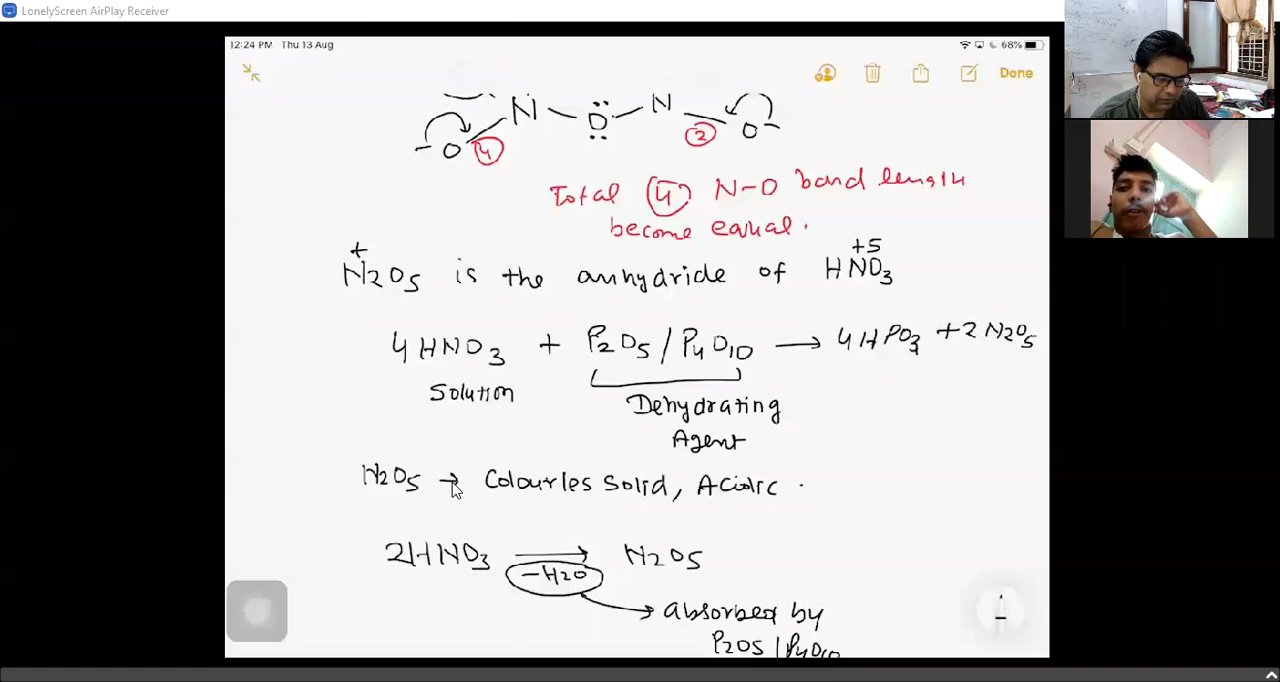 LonelyScreen AirPlay Receiver
12:24 PM Thu 13 Aug
68%
Done
N O N
O 4 2 O
Total 4 N-O band length
become equal.
+ +5
N2O5 is the anhydride of HNO3
4HNO3 + P2O5/P4O10 → 4HPO3 + 2N2O5
Solution
Dehydrating
Agent
N2O5 → Colourles Solid, Acidic .
2HNO3 → N2O5
-H2O
→ absorbed by
P2O5/P4O10